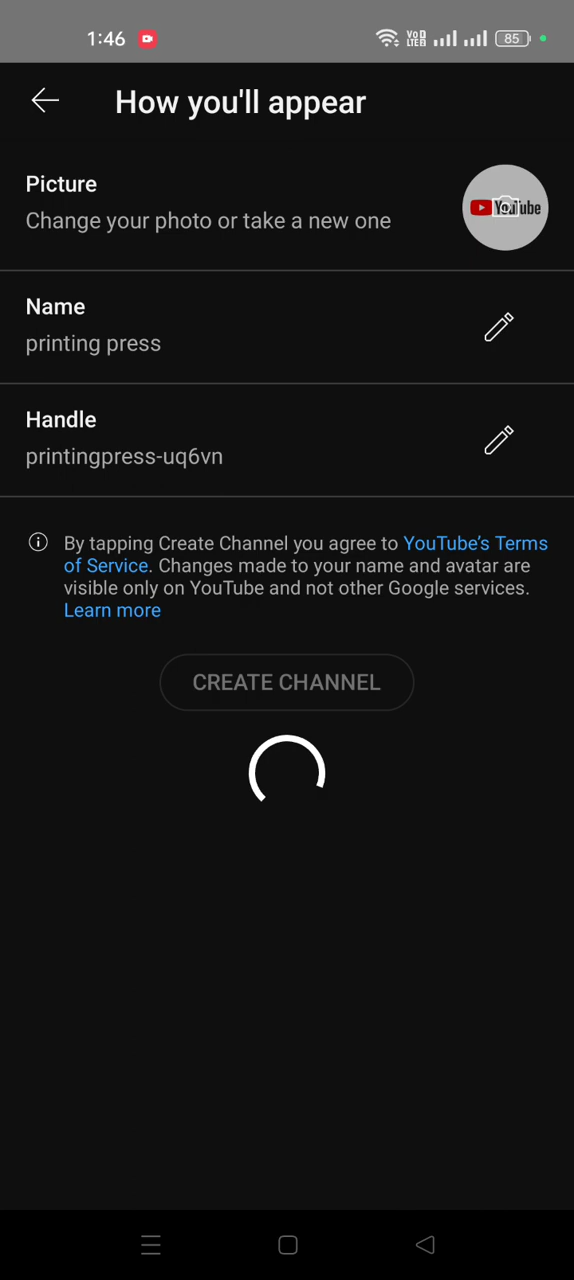 1:46
VoD LTE2
85
How you'll appear
Picture
Change your photo or take a new one
YouTube
Name
printing press
Handle
printingpress-uq6vn
By tapping Create Channel you agree to YouTube's Terms
of Service. Changes made to your name and avatar are
visible only on YouTube and not other Google services.
Learn more
CREATE CHANNEL